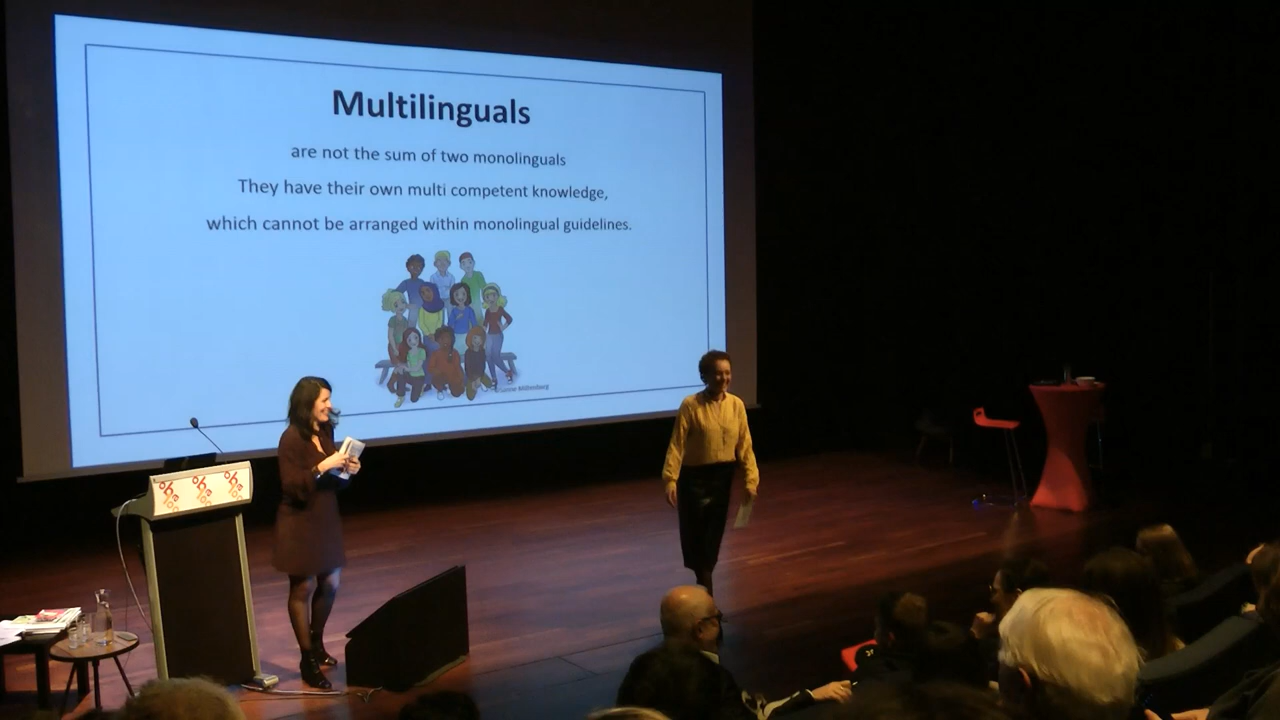 Multilinguals
are not the sum of two monolinguals
They have their own multi competent knowledge,
which cannot be arranged within monolingual guidelines.